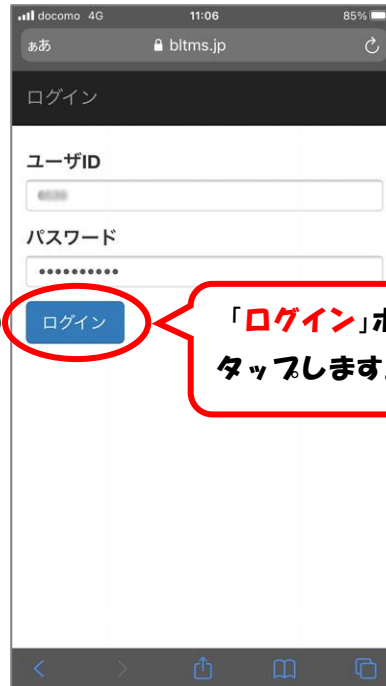 docomo 4G 11:06 85%
ぁあ bltms.jp
ログイン
ユーザID
パスワード
••••••••••
ログイン
「ログイン」ボ
タップします。